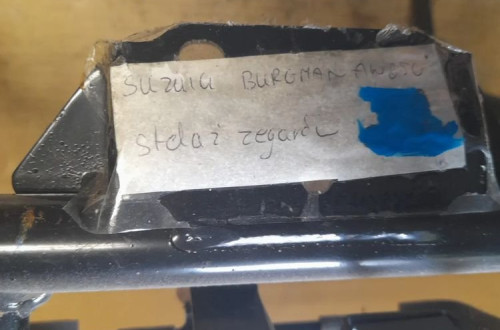 SUZUKI BURGMAN AN650
Stelaż zegarów